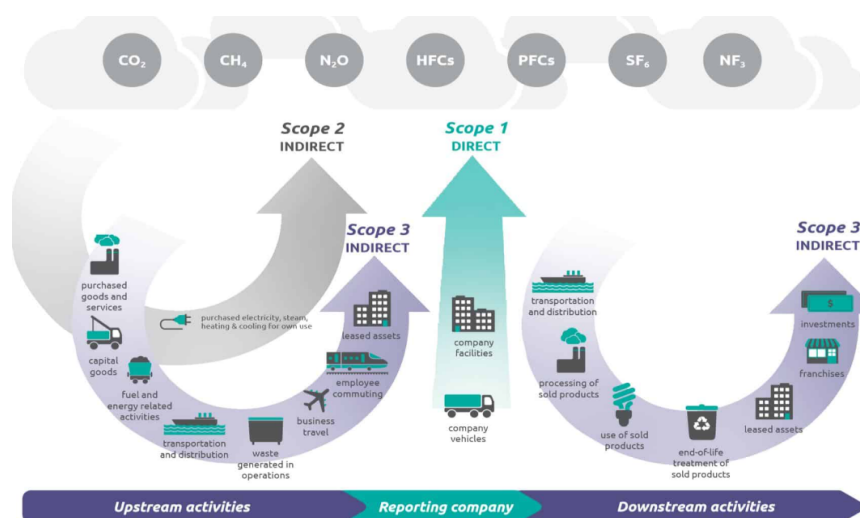 CO₂
CH₄
N₂O
HFCs
PFCs
SF₆
NF₃
Scope 2
INDIRECT
Scope 1
DIRECT
Scope 3
INDIRECT
Scope 3
INDIRECT
purchased
goods and
services
capital
goods
fuel and
energy related
activities
purchased electricity, steam,
heating & cooling for own use
transportation
and distribution
waste
generated in
operations
business
travel
employee
commuting
leased assets
company
facilities
company
vehicles
transportation
and distribution
processing of
sold products
use of sold
products
end-of-life
treatment of
sold products
leased assets
franchises
investments
$
Upstream activities
Reporting company
Downstream activities